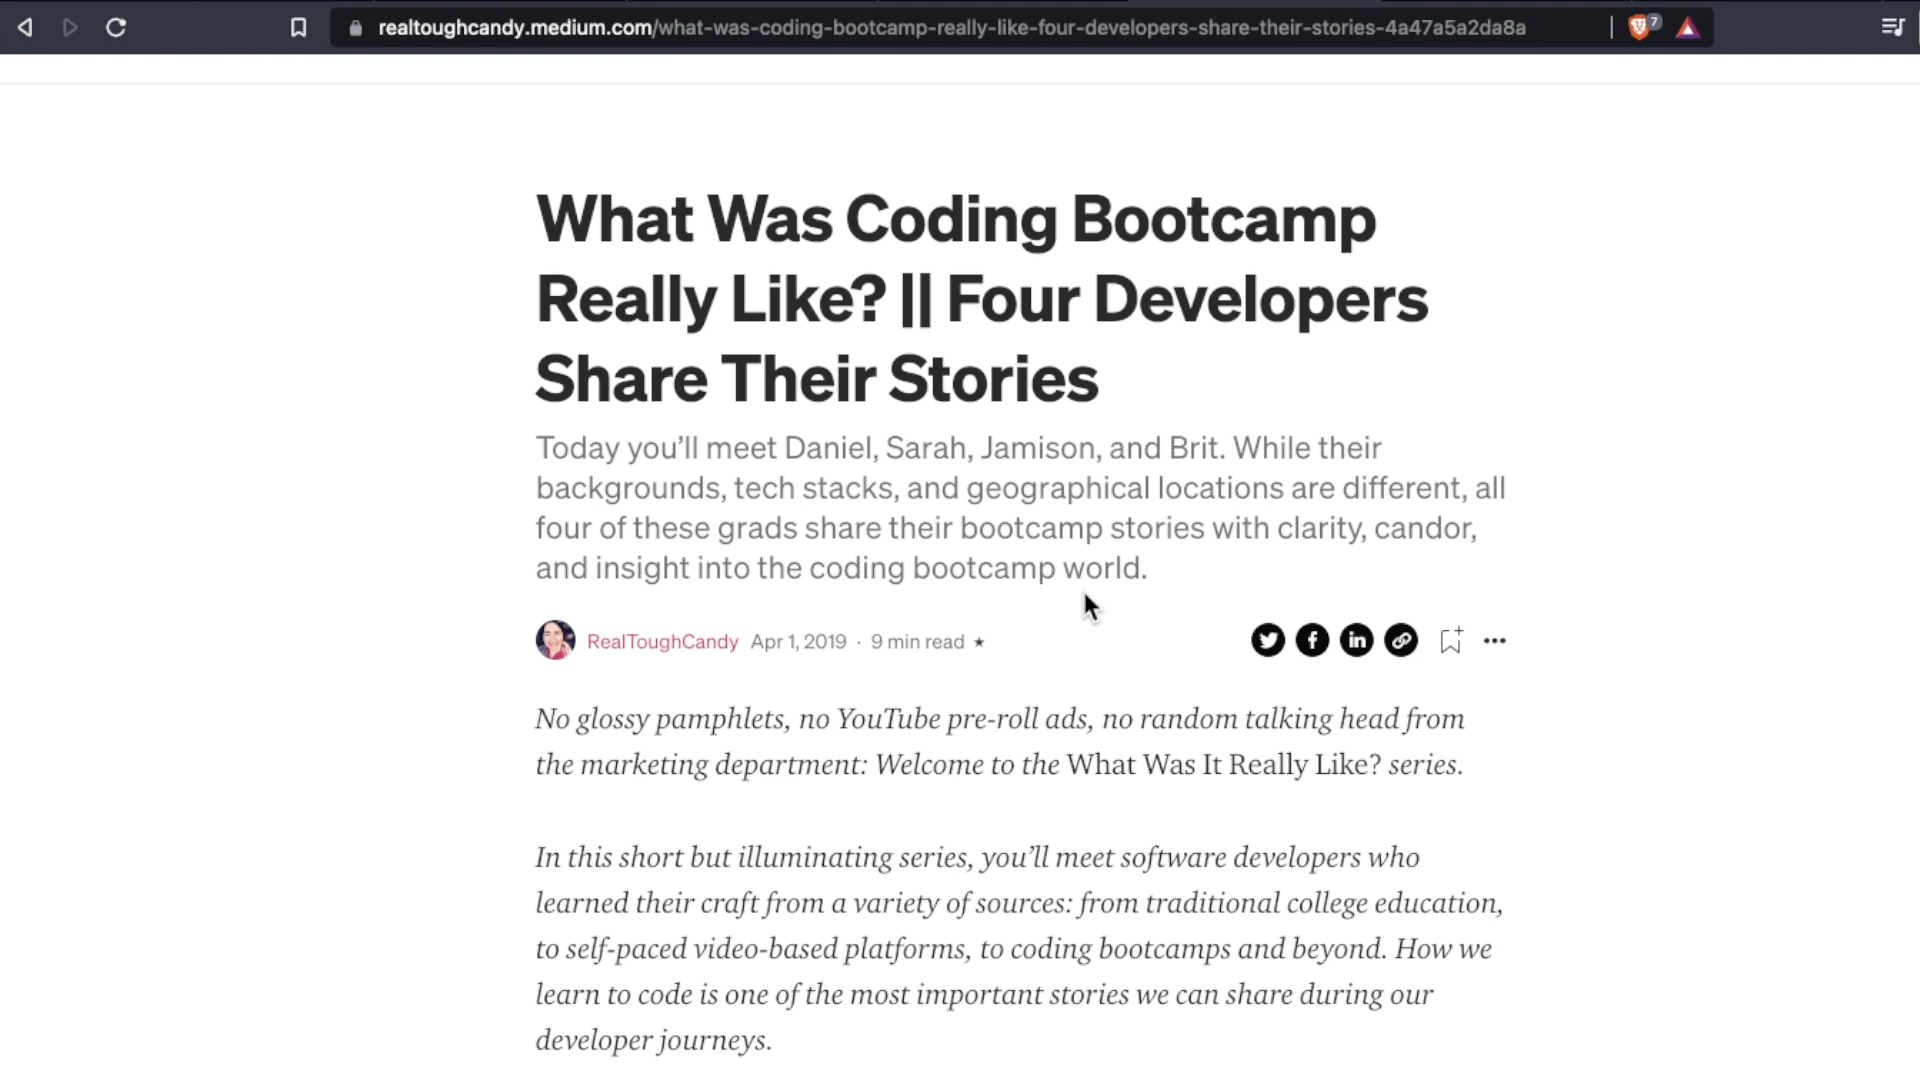 realtoughcandy.medium.com/what-was-coding-bootcamp-really-like-four-developers-share-their-stories-4a47a5a2da8a
7
What Was Coding Bootcamp
Really Like? || Four Developers
Share Their Stories
Today you’ll meet Daniel, Sarah, Jamison, and Brit. While their
backgrounds, tech stacks, and geographical locations are different, all
four of these grads share their bootcamp stories with clarity, candor,
and insight into the coding bootcamp world.
RealToughCandy Apr 1, 2019 · 9 min read ★
No glossy pamphlets, no YouTube pre-roll ads, no random talking head from
the marketing department: Welcome to the What Was It Really Like? series.
In this short but illuminating series, you’ll meet software developers who
learned their craft from a variety of sources: from traditional college education,
to self-paced video-based platforms, to coding bootcamps and beyond. How we
learn to code is one of the most important stories we can share during our
developer journeys.